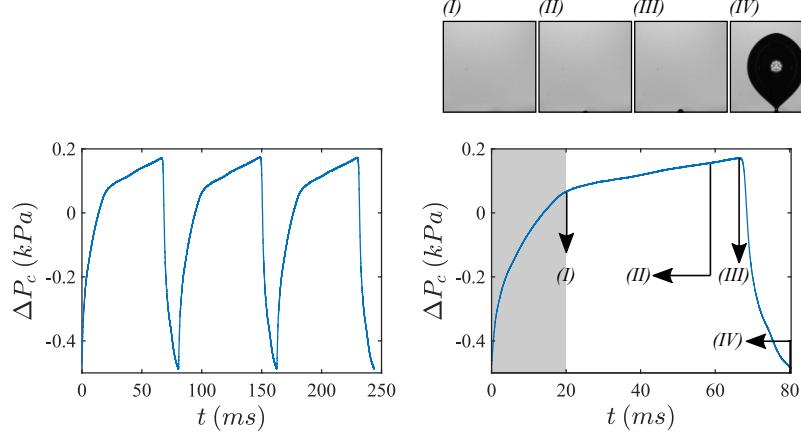 (I) (II) (III) (IV)
0.2
0
-0.2
-0.4
ΔP_c (kPa)
0 50 100 150 200 250
t (ms)
0.2
0
-0.2
-0.4
ΔP_c (kPa)
(I) (II) (III)
(IV)
0 20 40 60 80
t (ms)